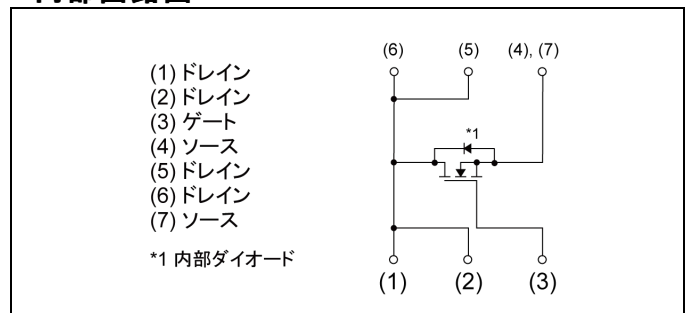 内部回路図
(1) ドレイン
(2) ドレイン
(3) ゲート
(4) ソース
(5) ドレイン
(6) ドレイン
(7) ソース
*1 内部ダイオード
(6) (5) (4), (7)
*1
(1) (2) (3)